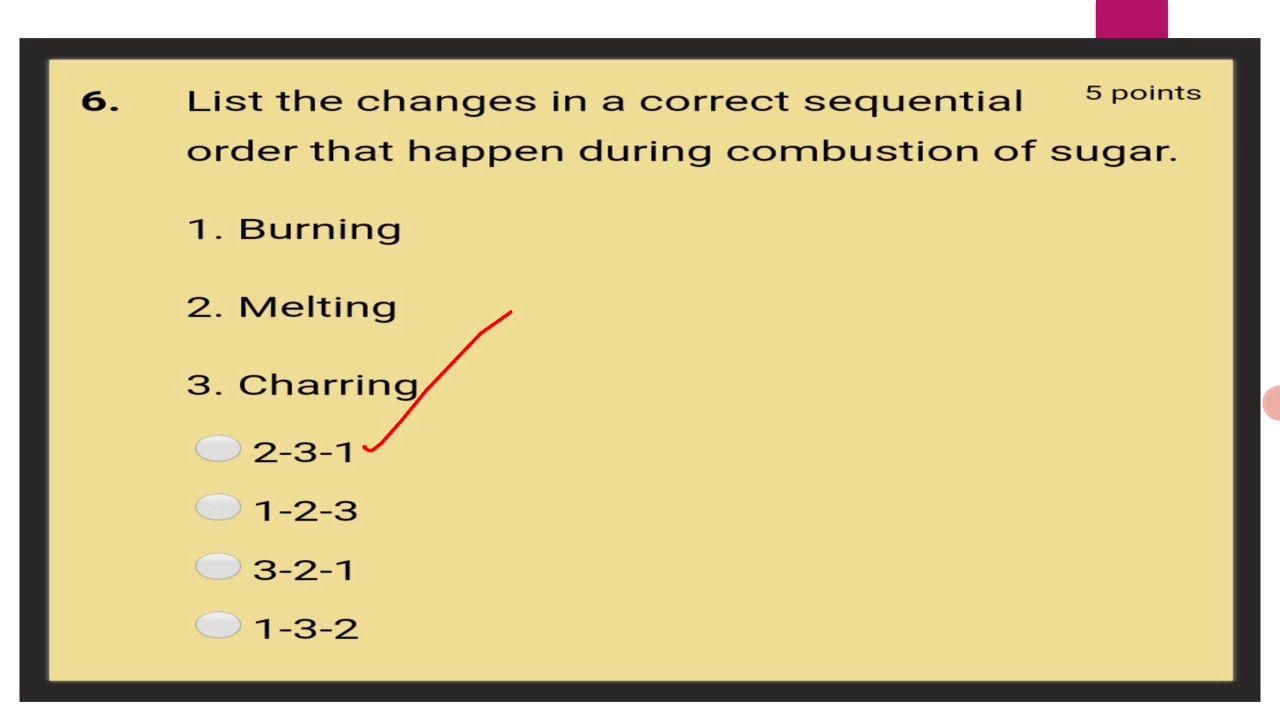 6. List the changes in a correct sequential 5 points
order that happen during combustion of sugar.
1. Burning
2. Melting
3. Charring
2-3-1
1-2-3
3-2-1
1-3-2